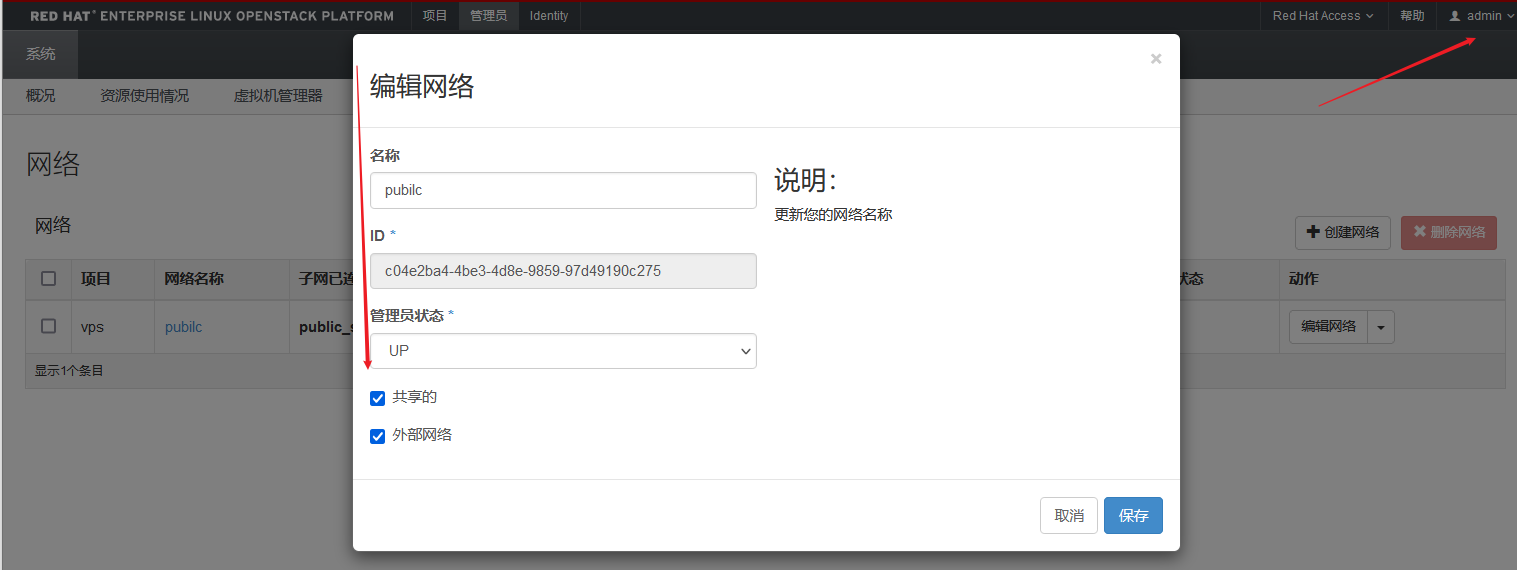 RED HAT® ENTERPRISE LINUX OPENSTACK PLATFORM 项目 管理员 Identity Red Hat Access 帮助 admin
系统
概况 资源使用情况 虚拟机管理器
网络
网络
创建网络 删除网络
项目 网络名称 子网已连 状态 动作
vps pubilc public_s 编辑网络
显示1个条目
×
编辑网络
名称
pubilc
ID *
c04e2ba4-4be3-4d8e-9859-97d49190c275
管理员状态 *
UP
共享的
外部网络
说明：
更新您的网络名称
取消 保存